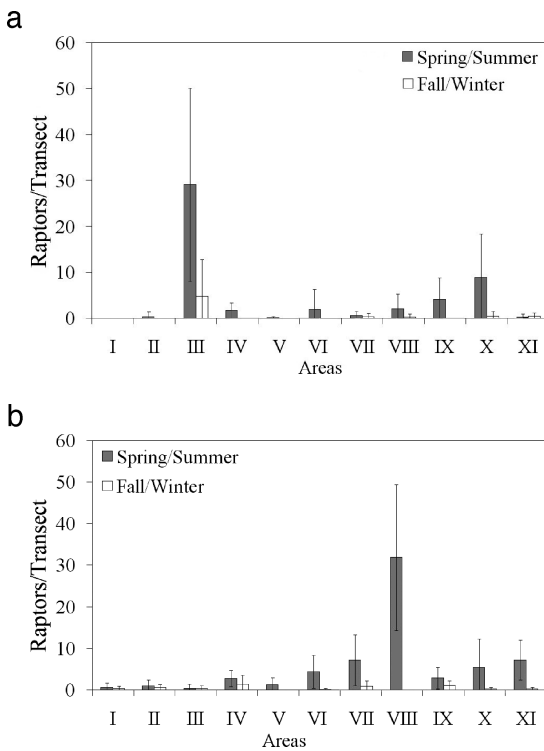 a
60
50
40
30
20
10
0
Raptors/Transect
Spring/Summer
Fall/Winter
I II III IV V VI VII VIII IX X XI
Areas
b
60
50
40
30
20
10
0
Raptors/Transect
Spring/Summer
Fall/Winter
I II III IV V VI VII VIII IX X XI
Areas